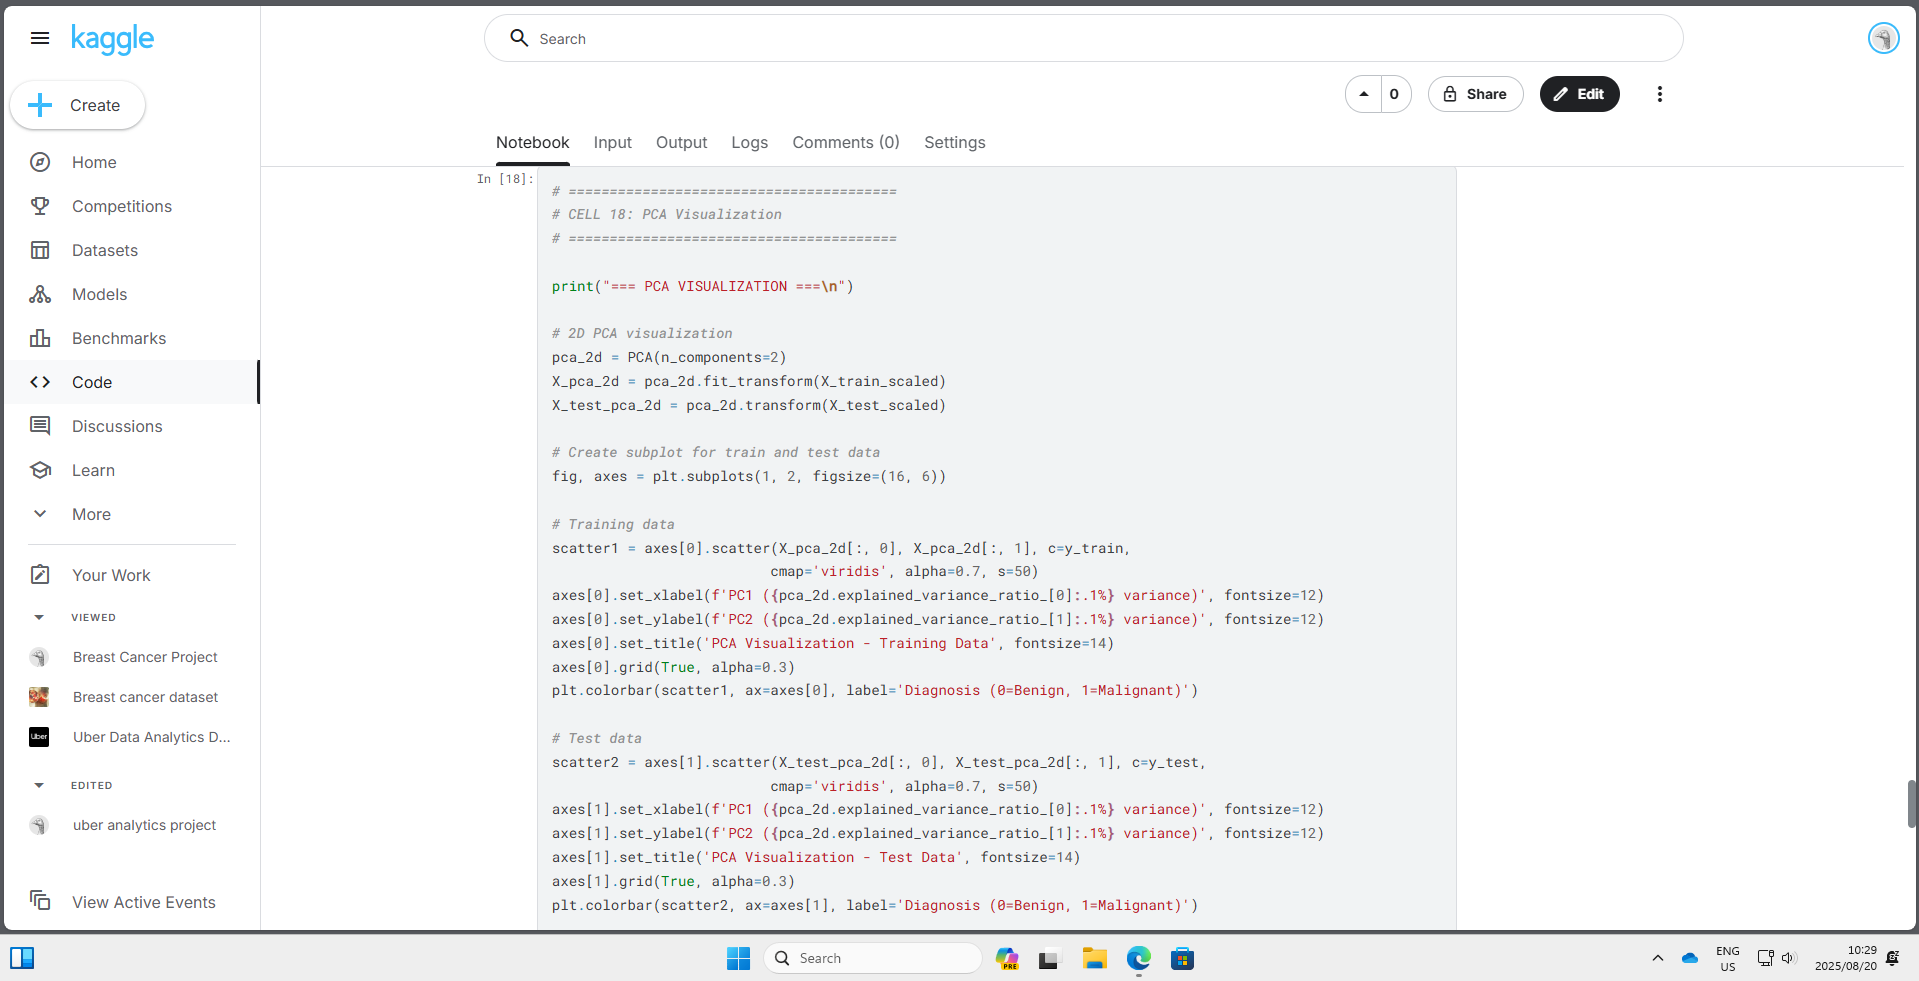 kaggle
Search
Create
0
Share
Edit
Notebook
Input
Output
Logs
Comments (0)
Settings
Home
Competitions
Datasets
Models
Benchmarks
Code
Discussions
Learn
More
Your Work
VIEWED
Breast Cancer Project
Breast cancer dataset
Uber
Uber Data Analytics D...
EDITED
uber analytics project
View Active Events
In [18]:
# =======================================
# CELL 18: PCA Visualization
# =======================================
print("=== PCA VISUALIZATION ===\n")
# 2D PCA visualization
pca_2d = PCA(n_components=2)
X_pca_2d = pca_2d.fit_transform(X_train_scaled)
X_test_pca_2d = pca_2d.transform(X_test_scaled)
# Create subplot for train and test data
fig, axes = plt.subplots(1, 2, figsize=(16, 6))
# Training data
scatter1 = axes[0].scatter(X_pca_2d[:, 0], X_pca_2d[:, 1], c=y_train,
cmap='viridis', alpha=0.7, s=50)
axes[0].set_xlabel(f'PC1 ({pca_2d.explained_variance_ratio_[0]:.1%} variance)', fontsize=12)
axes[0].set_ylabel(f'PC2 ({pca_2d.explained_variance_ratio_[1]:.1%} variance)', fontsize=12)
axes[0].set_title('PCA Visualization - Training Data', fontsize=14)
axes[0].grid(True, alpha=0.3)
plt.colorbar(scatter1, ax=axes[0], label='Diagnosis (0=Benign, 1=Malignant)')
# Test data
scatter2 = axes[1].scatter(X_test_pca_2d[:, 0], X_test_pca_2d[:, 1], c=y_test,
cmap='viridis', alpha=0.7, s=50)
axes[1].set_xlabel(f'PC1 ({pca_2d.explained_variance_ratio_[0]:.1%} variance)', fontsize=12)
axes[1].set_ylabel(f'PC2 ({pca_2d.explained_variance_ratio_[1]:.1%} variance)', fontsize=12)
axes[1].set_title('PCA Visualization - Test Data', fontsize=14)
axes[1].grid(True, alpha=0.3)
plt.colorbar(scatter2, ax=axes[1], label='Diagnosis (0=Benign, 1=Malignant)')
Search
PRE
ENG
US
10:29
2025/08/20